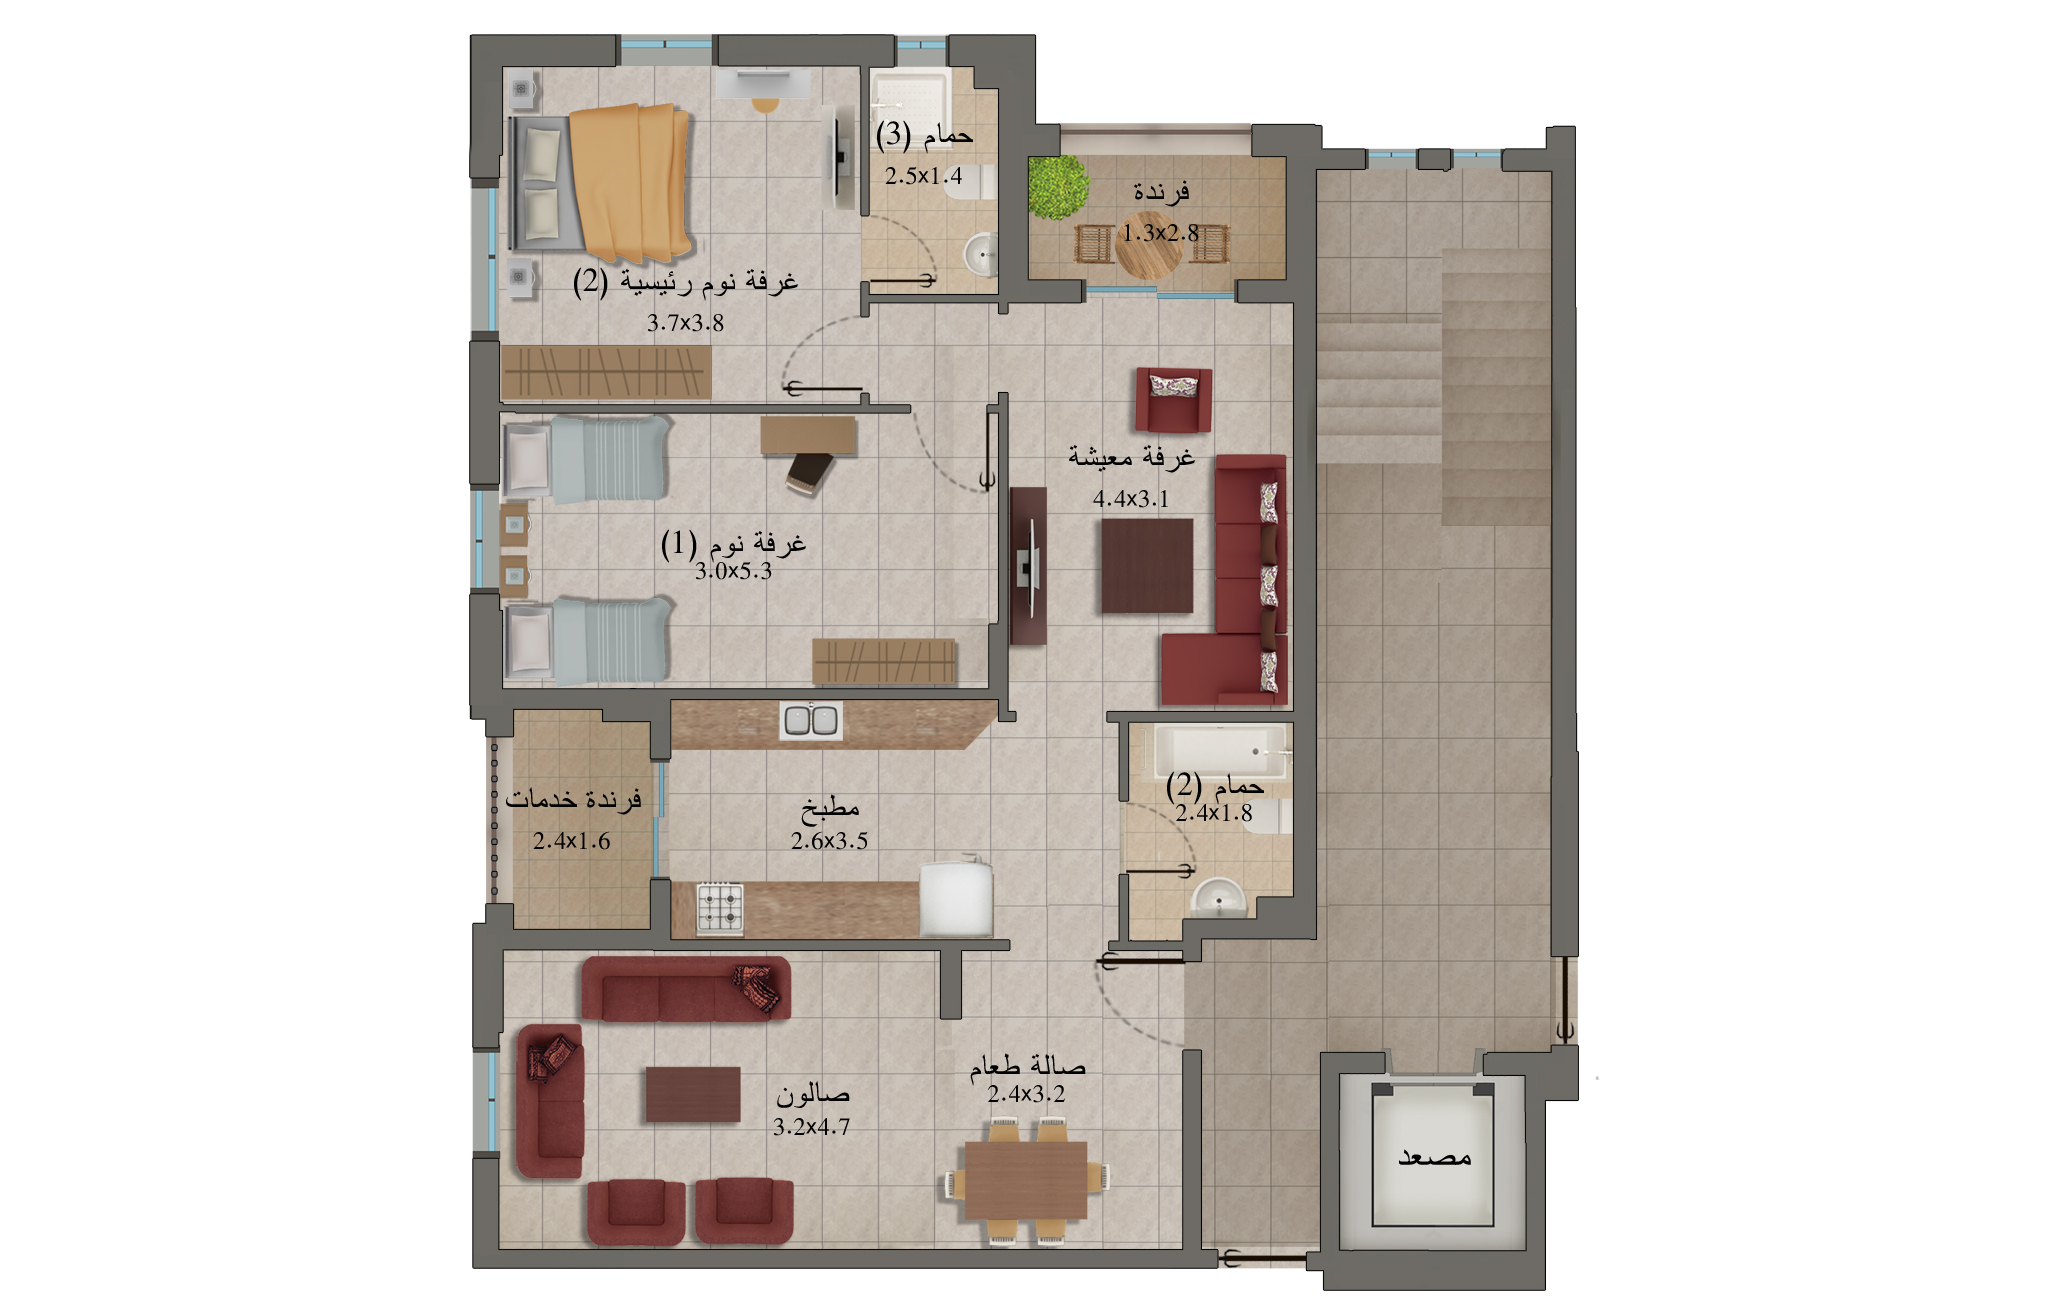 حمام (3)
2.5x1.4
فرندة
1.3x2.8
غرفة نوم رئيسية (2)
3.7x3.8
غرفة معيشة
4.4x3.1
غرفة نوم (1)
3.0x5.3
حمام (2)
2.4x1.8
مطبخ
2.6x3.5
فرندة خدمات
2.4x1.6
صالة طعام
2.4x3.2
صالون
3.2x4.7
مصعد